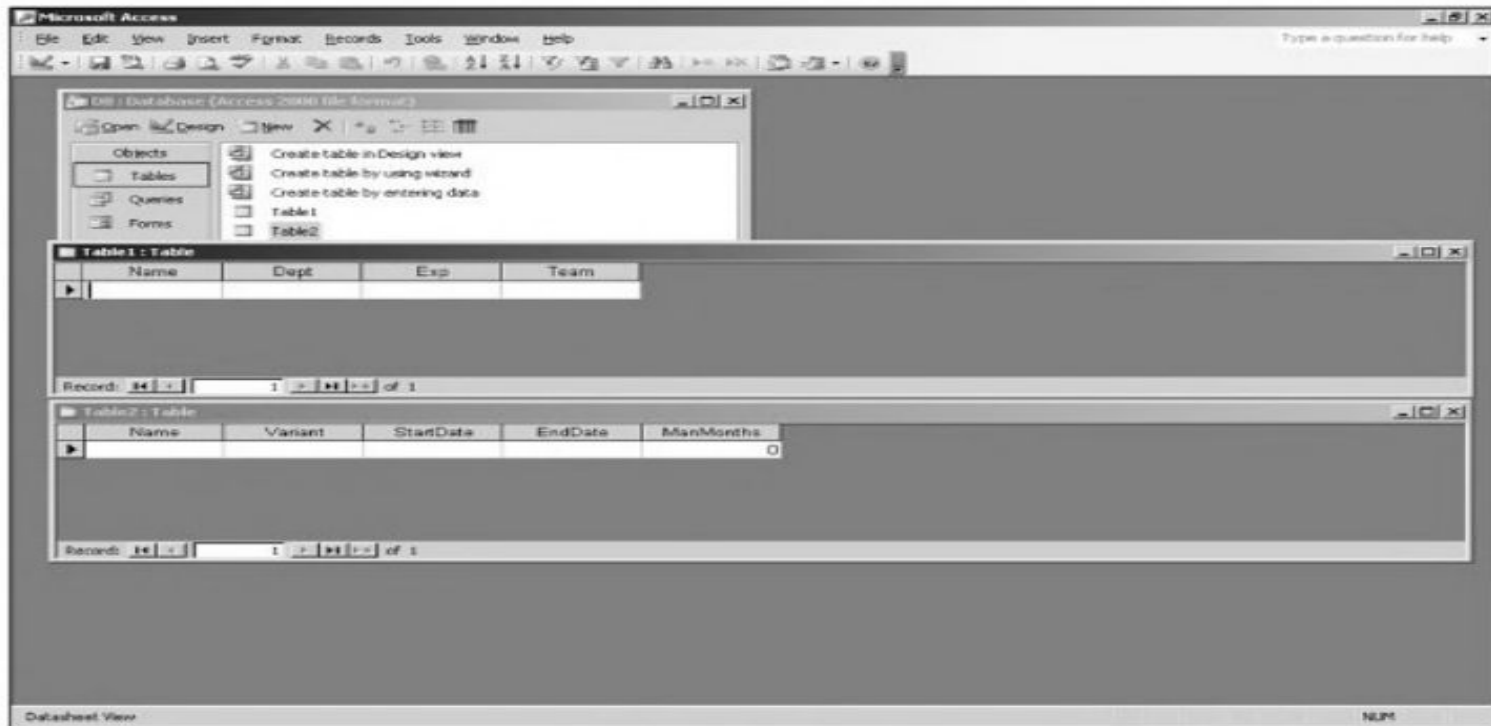 Microsoft Access
File Edit View Insert Format Records Tools Window Help
Type a question for help
DB : Database (Access 2000 file format)
Open Design New
Objects
Create table in Design view
Tables
Create table by using wizard
Queries
Create table by entering data
Forms
Table1
Table2
Table1 : Table
Name Dept Exp Team
Record: 1 of 1
Table2 : Table
Name Variant StartDate EndDate ManMonths
0
Record: 1 of 1
Datasheet View NUM